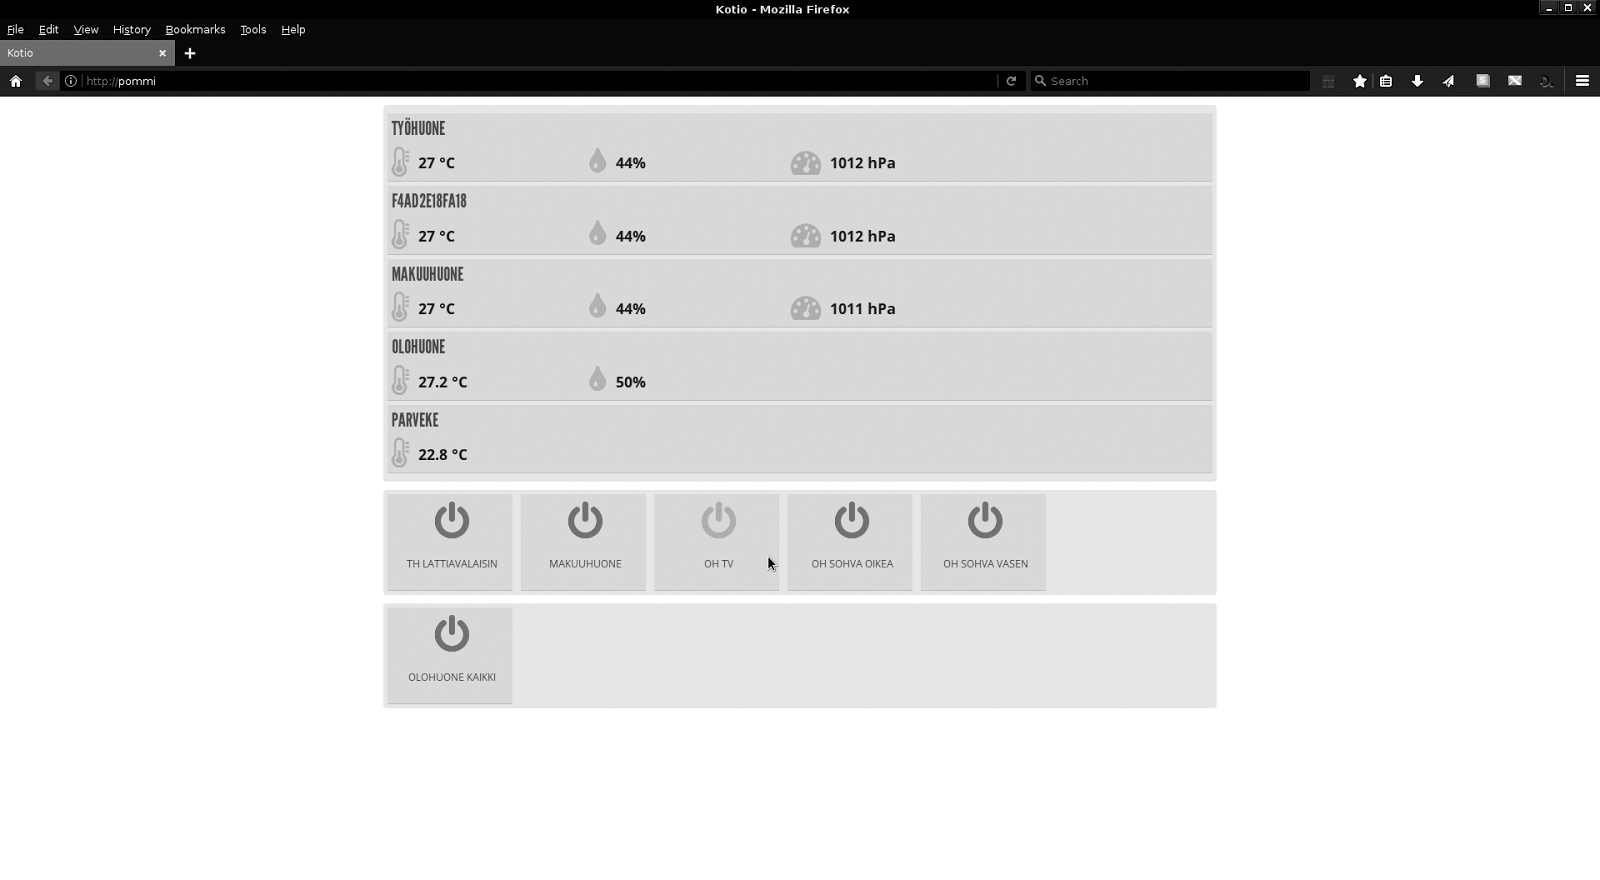 Kotio - Mozilla Firefox
File Edit View History Bookmarks Tools Help
Kotio
http://pommi
Search
TYÖHUONE
27 °C 44% 1012 hPa
F4AD2E18FA18
27 °C 44% 1012 hPa
MAKUUHUONE
27 °C 44% 1011 hPa
OLOHUONE
27.2 °C 50%
PARVEKE
22.8 °C
TH LATTIAVALAISIN MAKUUHUONE OH TV OH SOHVA OIKEA OH SOHVA VASEN
OLOHUONE KAIKKI